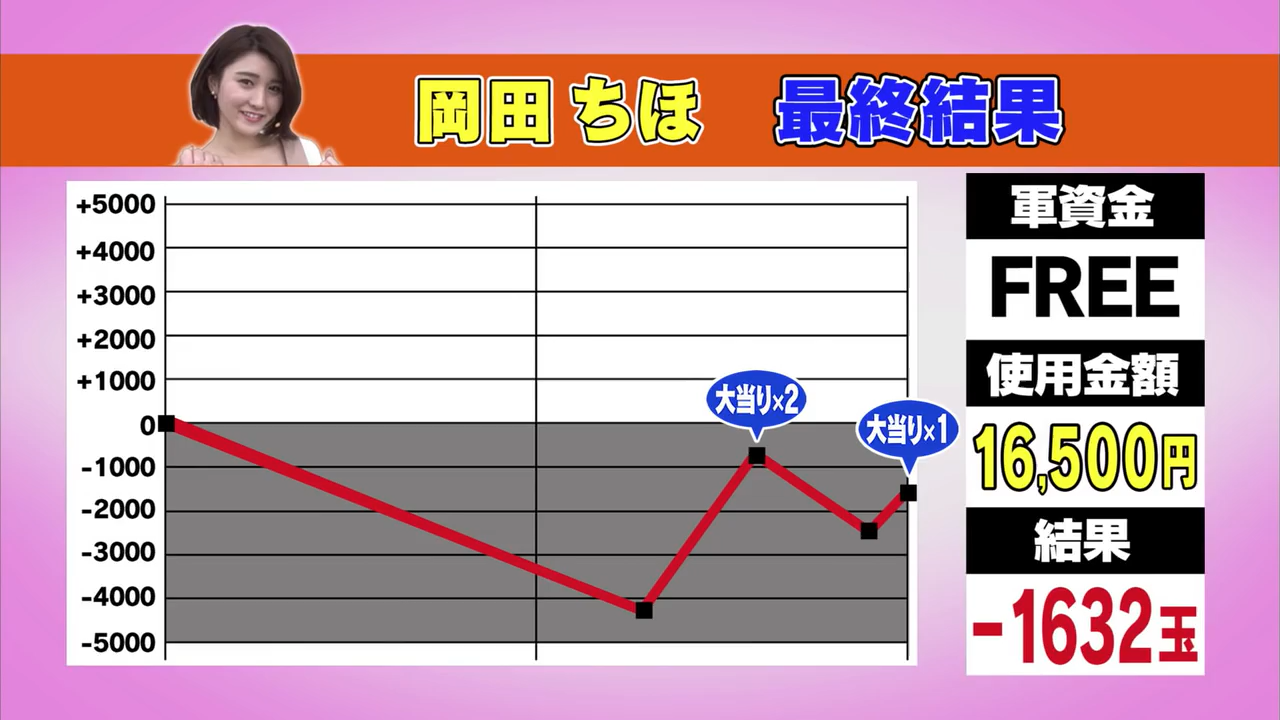 岡田 ちほ 最終結果
+5000
+4000
+3000
+2000
+1000
0
-1000
-2000
-3000
-4000
-5000
大当り×2
大当り×1
軍資金
FREE
使用金額
16,500円
結果
-1632玉